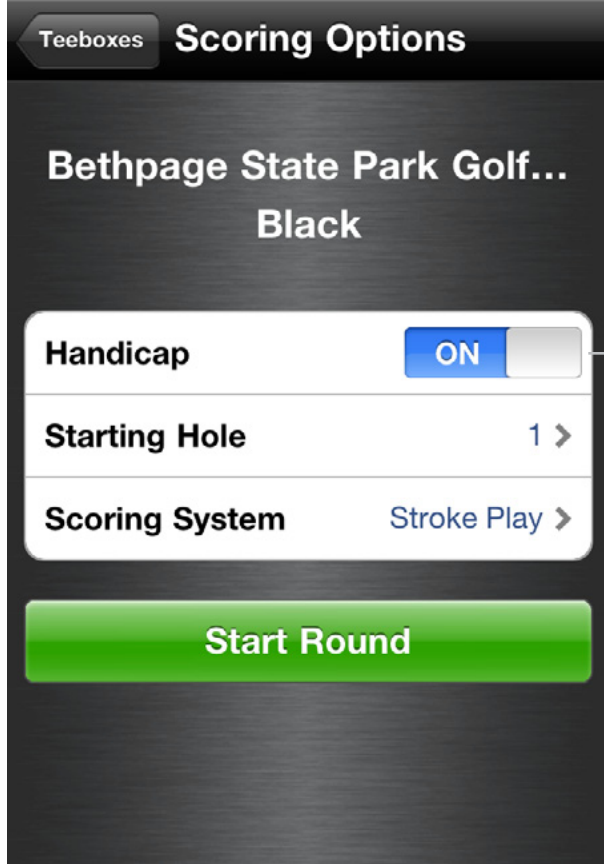 Teeboxes Scoring Options
Bethpage State Park Golf...
Black
Handicap ON
Starting Hole 1
Scoring System Stroke Play
Start Round